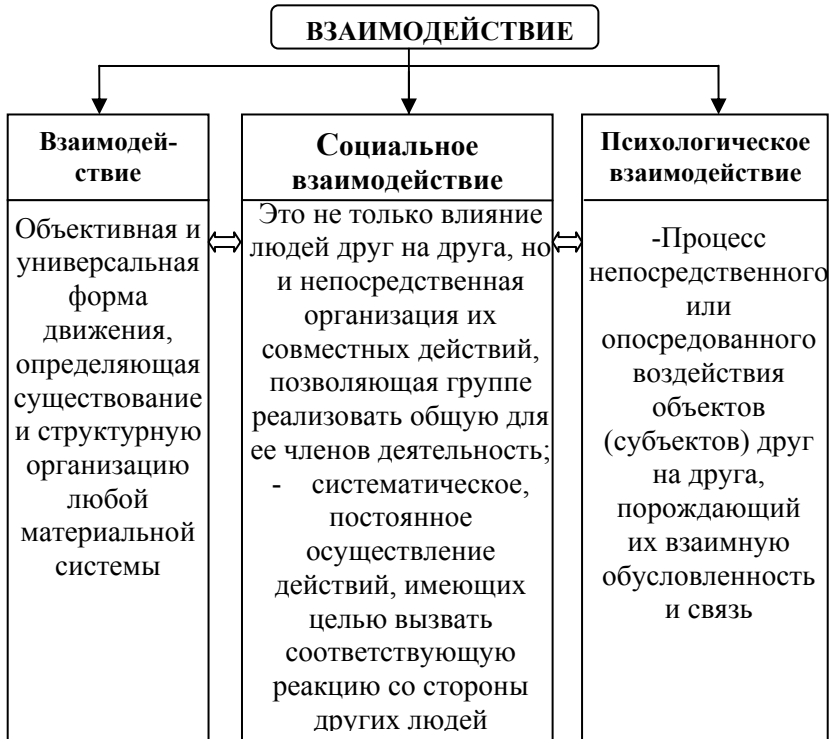 ВЗАИМОДЕЙСТВИЕ
Взаимодей-
ствие
Объективная и
универсальная
форма
движения,
определяющая
существование
и структурную
организацию
любой
материальной
системы
Социальное
взаимодействие
Это не только влияние
людей друг на друга, но
и непосредственная
организация их
совместных действий,
позволяющая группе
реализовать общую для
ее членов деятельность;
- систематическое,
постоянное
осуществление
действий, имеющих
целью вызвать
соответствующую
реакцию со стороны
других людей
Психологическое
взаимодействие
-Процесс
непосредственного
или
опосредованного
воздействия
объектов
(субъектов) друг
на друга,
порождающий
их взаимную
обусловленность
и связь